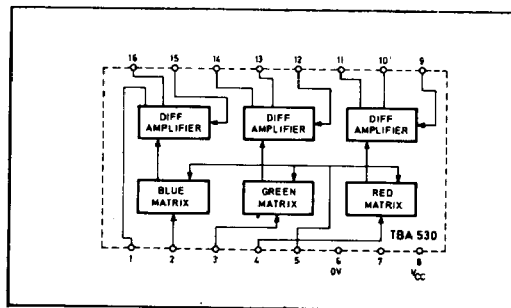 16 15 14 13 12 11 10 9
DIFF AMPLIFIER
DIFF AMPLIFIER
DIFF AMPLIFIER
BLUE MATRIX
GREEN MATRIX
RED MATRIX
TBA 530
1 2 3 4 5 6 7 8
0V VCC